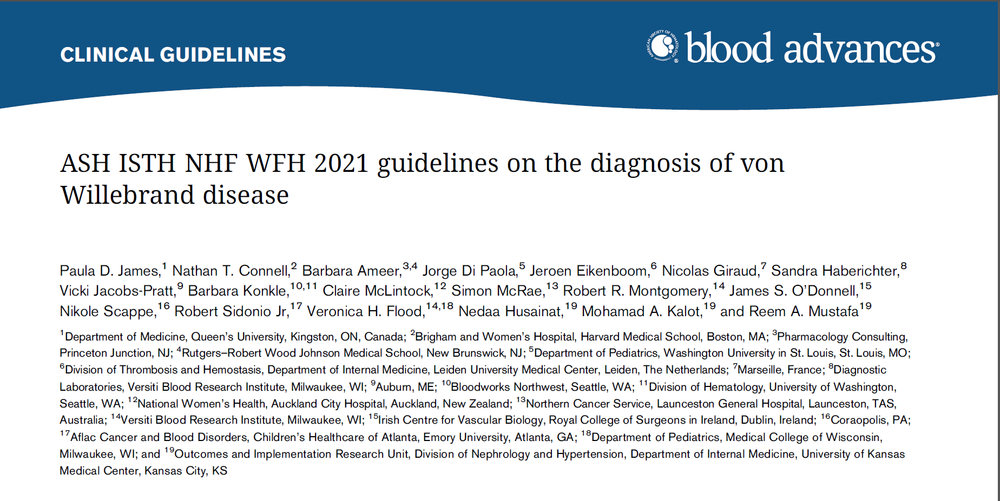 CLINICAL GUIDELINES
AMERICAN SOCIETY OF HEMATOLOGY ® blood advances®
ASH ISTH NHF WFH 2021 guidelines on the diagnosis of von
Willebrand disease
Paula D. James,1 Nathan T. Connell,2 Barbara Ameer,3,4 Jorge Di Paola,5 Jeroen Eikenboom,6 Nicolas Giraud,7 Sandra Haberichter,8
Vicki Jacobs-Pratt,9 Barbara Konkle,10,11 Claire McLintock,12 Simon McRae,13 Robert R. Montgomery,14 James S. O'Donnell,15
Nikole Scappe,16 Robert Sidonio Jr,17 Veronica H. Flood,14,18 Nedaa Husainat,19 Mohamad A. Kalot,19 and Reem A. Mustafa19
1Department of Medicine, Queen's University, Kingston, ON, Canada; 2Brigham and Women's Hospital, Harvard Medical School, Boston, MA; 3Pharmacology Consulting,
Princeton Junction, NJ; 4Rutgers–Robert Wood Johnson Medical School, New Brunswick, NJ; 5Department of Pediatrics, Washington University in St. Louis, St. Louis, MO;
6Division of Thrombosis and Hemostasis, Department of Internal Medicine, Leiden University Medical Center, Leiden, The Netherlands; 7Marseille, France; 8Diagnostic
Laboratories, Versiti Blood Research Institute, Milwaukee, WI; 9Auburn, ME; 10Bloodworks Northwest, Seattle, WA; 11Division of Hematology, University of Washington,
Seattle, WA; 12National Women's Health, Auckland City Hospital, Auckland, New Zealand; 13Northern Cancer Service, Launceston General Hospital, Launceston, TAS,
Australia; 14Versiti Blood Research Institute, Milwaukee, WI; 15Irish Centre for Vascular Biology, Royal College of Surgeons in Ireland, Dublin, Ireland; 16Coraopolis, PA;
17Aflac Cancer and Blood Disorders, Children's Healthcare of Atlanta, Emory University, Atlanta, GA; 18Department of Pediatrics, Medical College of Wisconsin,
Milwaukee, WI; and 19Outcomes and Implementation Research Unit, Division of Nephrology and Hypertension, Department of Internal Medicine, University of Kansas
Medical Center, Kansas City, KS